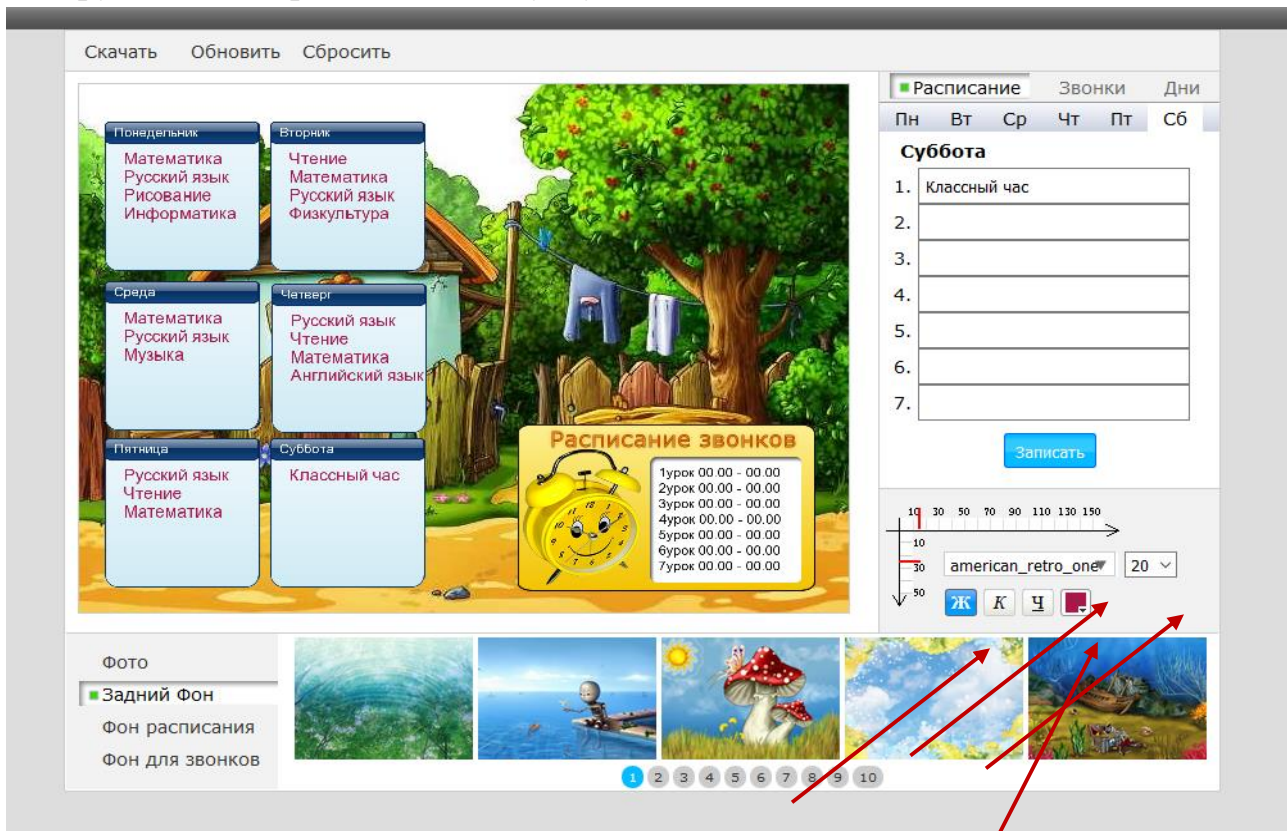 Скачать Обновить Сбросить
Расписание Звонки Дни
Пн Вт Ср Чт Пт Сб
Суббота
1. Классный час
2.
3.
4.
5.
6.
7.
Записать
Понедельник
Математика
Русский язык
Рисование
Информатика
Вторник
Чтение
Математика
Русский язык
Физкультура
Среда
Математика
Русский язык
Музыка
Четверг
Русский язык
Чтение
Математика
Английский язык
Пятница
Русский язык
Чтение
Математика
Суббота
Классный час
Расписание звонков
1урок 00.00 - 00.00
2урок 00.00 - 00.00
3урок 00.00 - 00.00
4урок 00.00 - 00.00
5урок 00.00 - 00.00
6урок 00.00 - 00.00
7урок 00.00 - 00.00
10 30 50 70 90 110 130 150
10
30
50
american_retro_one 20
Ж К Ч
Фото
Задний Фон
Фон расписания
Фон для звонков
1 2 3 4 5 6 7 8 9 10